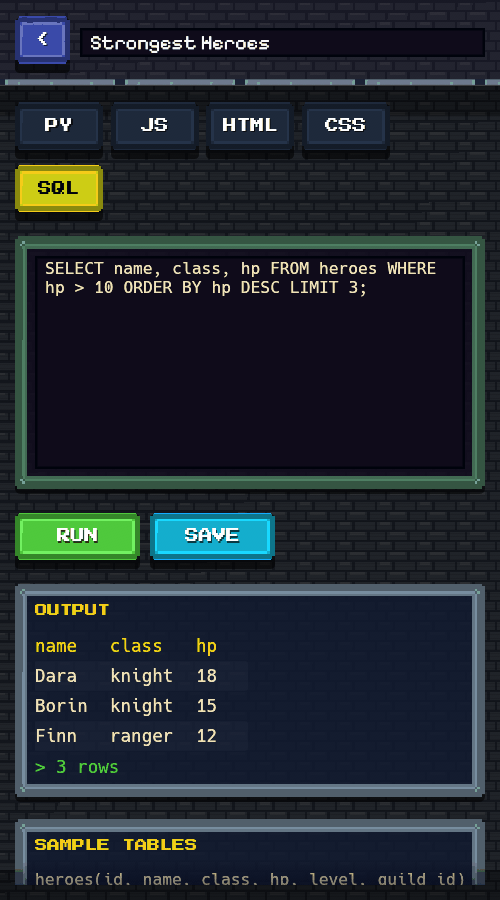 <
Strongest Heroes
PY JS HTML CSS
SQL
SELECT name, class, hp FROM heroes WHERE
hp > 10 ORDER BY hp DESC LIMIT 3;
RUN SAVE
OUTPUT
name class hp
Dara knight 18
Borin knight 15
Finn ranger 12
> 3 rows
SAMPLE TABLES
heroes(id, name, class, hp, level, guild_id)